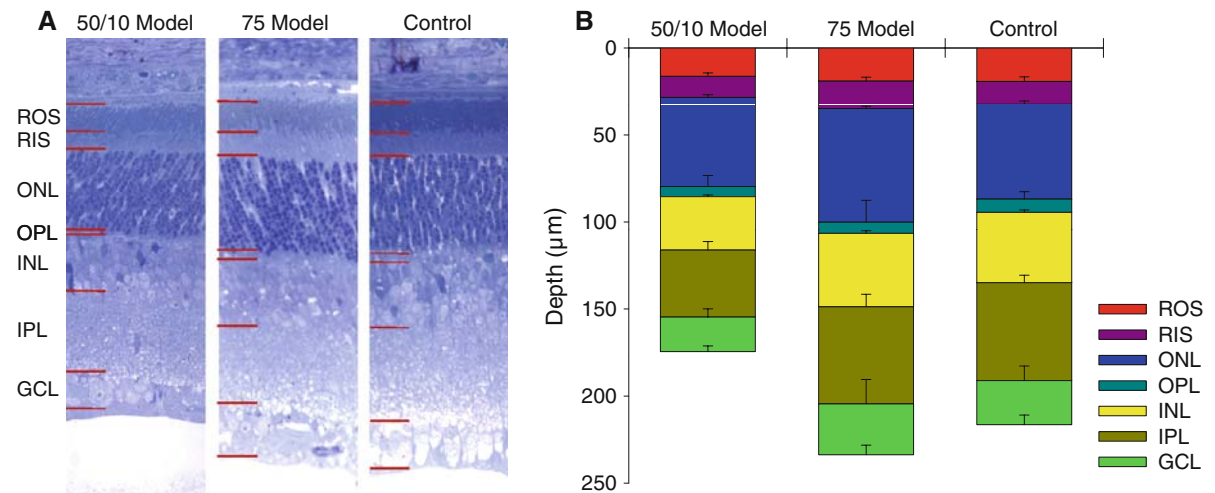 A
50/10 Model
75 Model
Control
ROS
RIS
ONL
OPL
INL
IPL
GCL
B
50/10 Model
75 Model
Control
0
50
100
150
200
250
Depth (µm)
ROS
RIS
ONL
OPL
INL
IPL
GCL